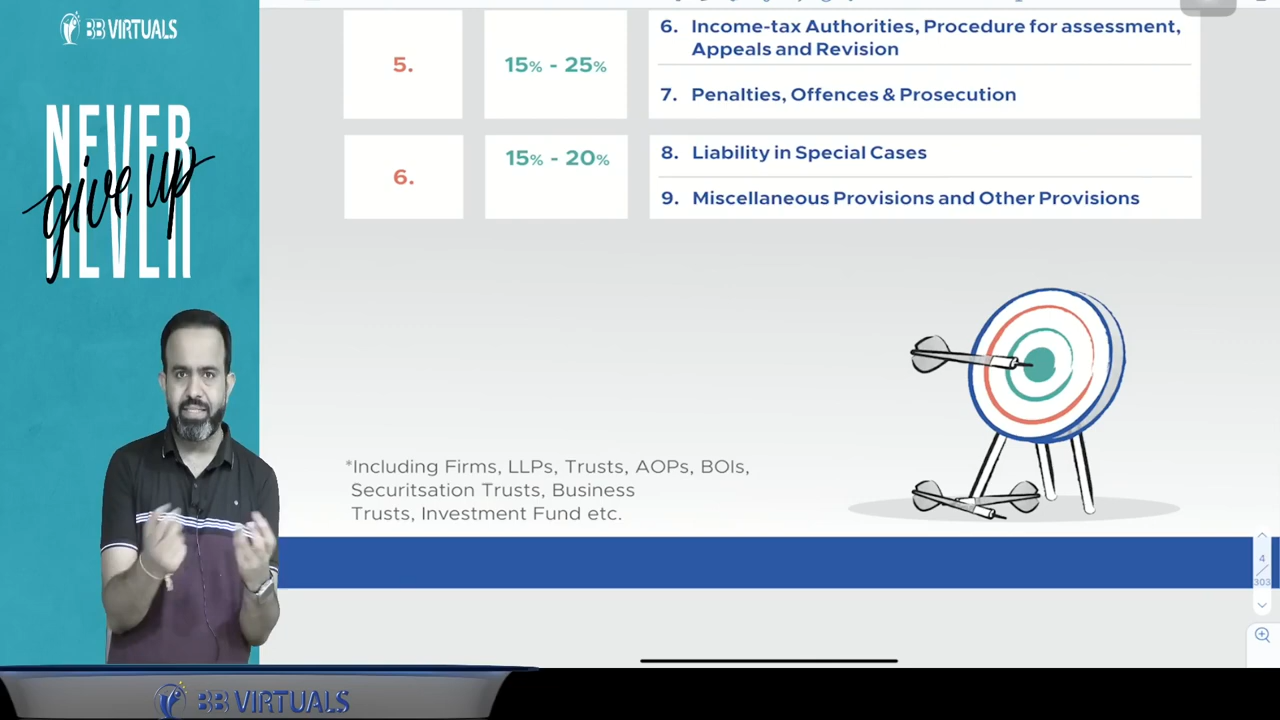 BB VIRTUALS
NEVER
give up
NEVER
5.
15% - 25%
6. Income-tax Authorities, Procedure for assessment,
Appeals and Revision
7. Penalties, Offences & Prosecution
6.
15% - 20%
8. Liability in Special Cases
9. Miscellaneous Provisions and Other Provisions
*Including Firms, LLPs, Trusts, AOPs, BOIs,
Securitsation Trusts, Business
Trusts, Investment Fund etc.
4
303
BB VIRTUALS